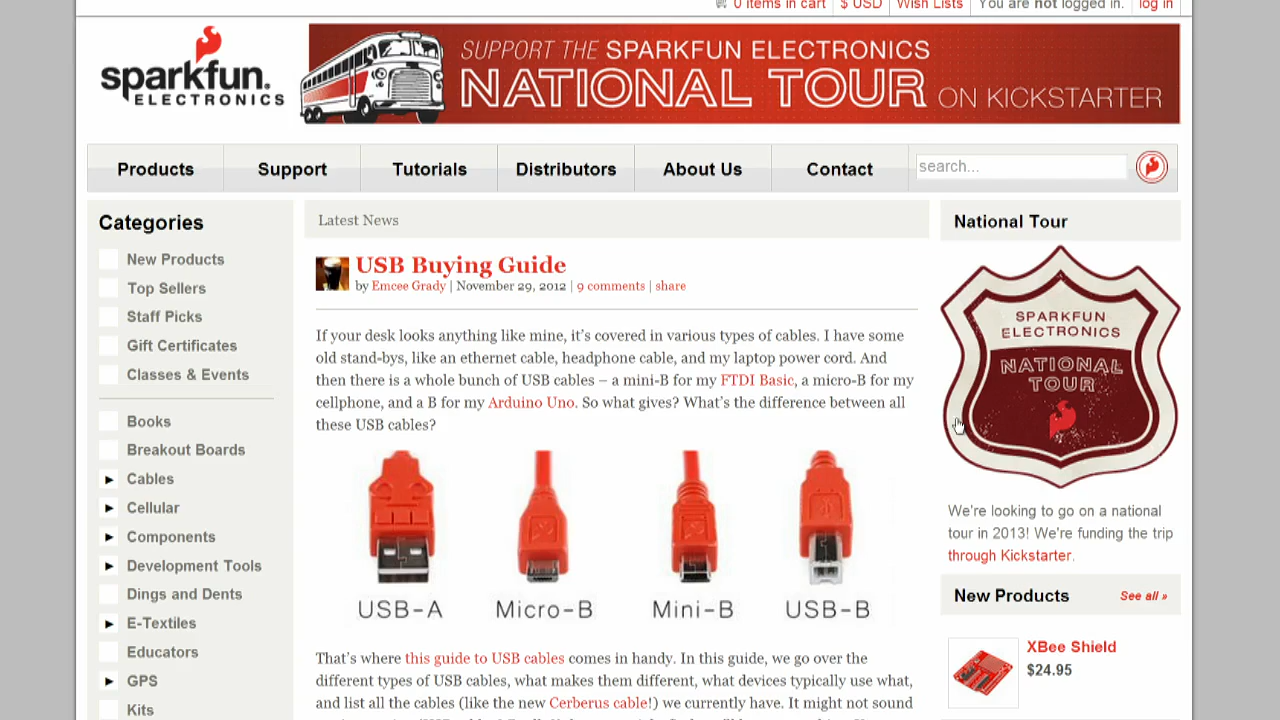 0 items in cart $ USD Wish Lists You are not logged in. log in
sparkfun.
ELECTRONICS
SUPPORT THE SPARKFUN ELECTRONICS
NATIONAL TOUR ON KICKSTARTER
Products Support Tutorials Distributors About Us Contact search...
Categories
New Products
Top Sellers
Staff Picks
Gift Certificates
Classes & Events
Books
Breakout Boards
Cables
Cellular
Components
Development Tools
Dings and Dents
E-Textiles
Educators
GPS
Kits
Latest News
USB Buying Guide
by Emcee Grady | November 29, 2012 | 9 comments | share
If your desk looks anything like mine, it's covered in various types of cables. I have some
old stand-bys, like an ethernet cable, headphone cable, and my laptop power cord. And
then there is a whole bunch of USB cables – a mini-B for my FTDI Basic, a micro-B for my
cellphone, and a B for my Arduino Uno. So what gives? What's the difference between all
these USB cables?
USB-A Micro-B Mini-B USB-B
That's where this guide to USB cables comes in handy. In this guide, we go over the
different types of USB cables, what makes them different, what devices typically use what,
and list all the cables (like the new Cerberus cable!) we currently have. It might not sound
National Tour
SPARKFUN
ELECTRONICS
NATIONAL
TOUR
We're looking to go on a national
tour in 2013! We're funding the trip
through Kickstarter.
New Products See all »
XBee Shield
$24.95